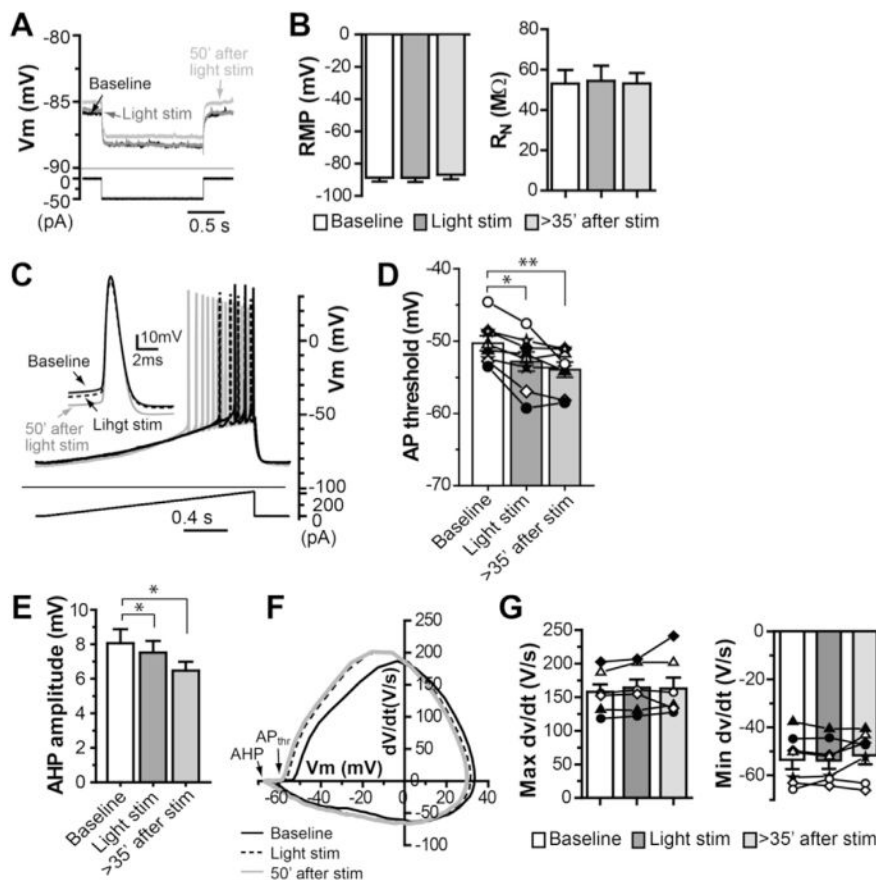 A
-80
50' after
light stim
Baseline
Vm (mV)
-85
Light stim
-90
0
-50
(pA)
0.5 s
B
0
-20
-40
-60
-80
-100
RMP (mV)
80
60
40
20
0
R_N (MΩ)
Baseline
Light stim
>35' after stim
C
10mV
2ms
Baseline
Lihgt stim
50' after
light stim
0
-50
-100
Vm (mV)
200
0
(pA)
0.4 s
D
-40
-50
-60
-70
AP threshold (mV)
*
**
Baseline
Light stim
>35' after stim
E
10
8
6
4
2
0
AHP amplitude (mV)
*
*
Baseline
Light stim
>35' after stim
F
250
200
150
100
50
0
-50
-100
dV/dt(V/s)
AP_thr
AHP
Vm (mV)
-60 -40 -20 0 20 40
Baseline
Light stim
50' after stim
G
250
200
150
100
50
0
Max dv/dt (V/s)
0
-20
-40
-60
Min dv/dt (V/s)
Baseline
Light stim
>35' after stim